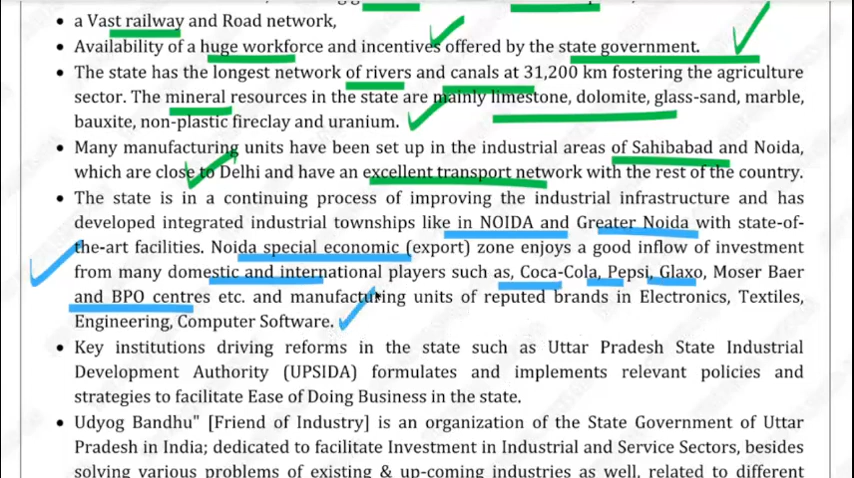 a Vast railway and Road network,
Availability of a huge workforce and incentives offered by the state government.
The state has the longest network of rivers and canals at 31,200 km fostering the agriculture
sector. The mineral resources in the state are mainly limestone, dolomite, glass-sand, marble,
bauxite, non-plastic fireclay and uranium.
Many manufacturing units have been set up in the industrial areas of Sahibabad and Noida,
which are close to Delhi and have an excellent transport network with the rest of the country.
The state is in a continuing process of improving the industrial infrastructure and has
developed integrated industrial townships like in NOIDA and Greater Noida with state-of-
the-art facilities. Noida special economic (export) zone enjoys a good inflow of investment
from many domestic and international players such as, Coca-Cola, Pepsi, Glaxo, Moser Baer
and BPO centres etc. and manufacturing units of reputed brands in Electronics, Textiles,
Engineering, Computer Software.
Key institutions driving reforms in the state such as Uttar Pradesh State Industrial
Development Authority (UPSIDA) formulates and implements relevant policies and
strategies to facilitate Ease of Doing Business in the state.
Udyog Bandhu" [Friend of Industry] is an organization of the State Government of Uttar
Pradesh in India; dedicated to facilitate Investment in Industrial and Service Sectors, besides
solving various problems of existing & up-coming industries as well, related to different